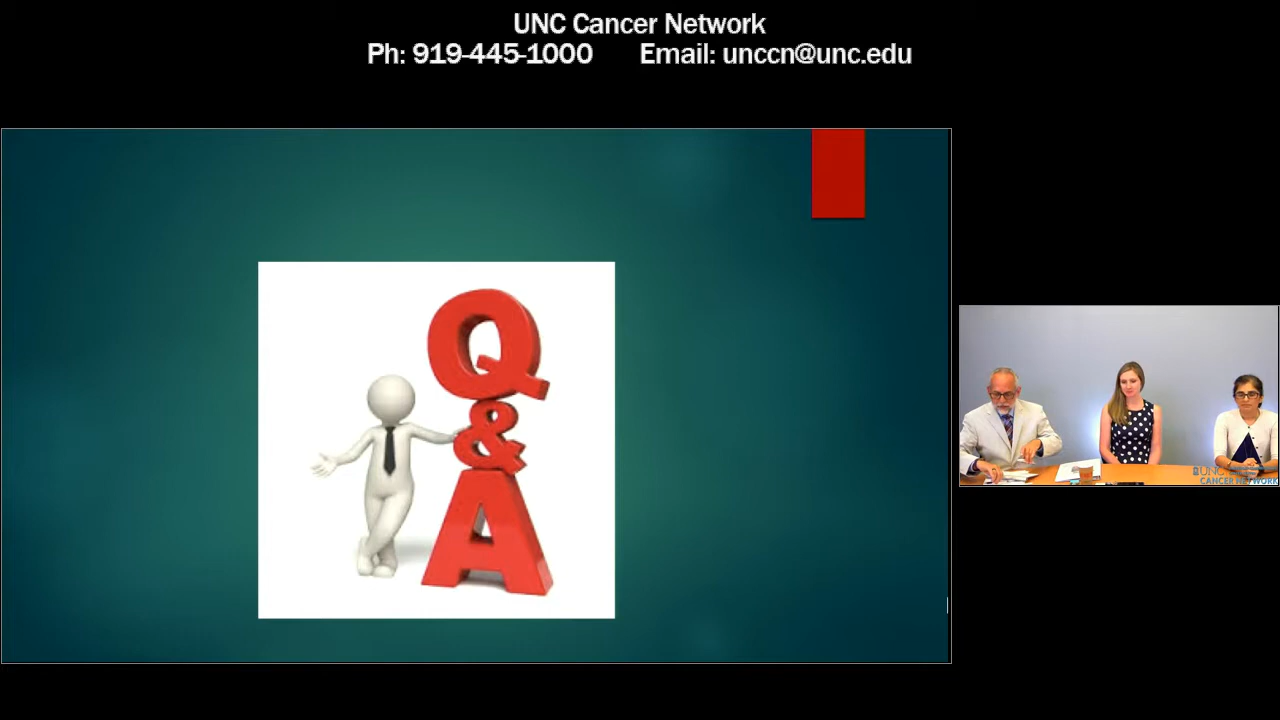 UNC Cancer Network
Ph: 919-445-1000 Email: unccn@unc.edu
Q
&
A
UNC
CANCER NETWORK